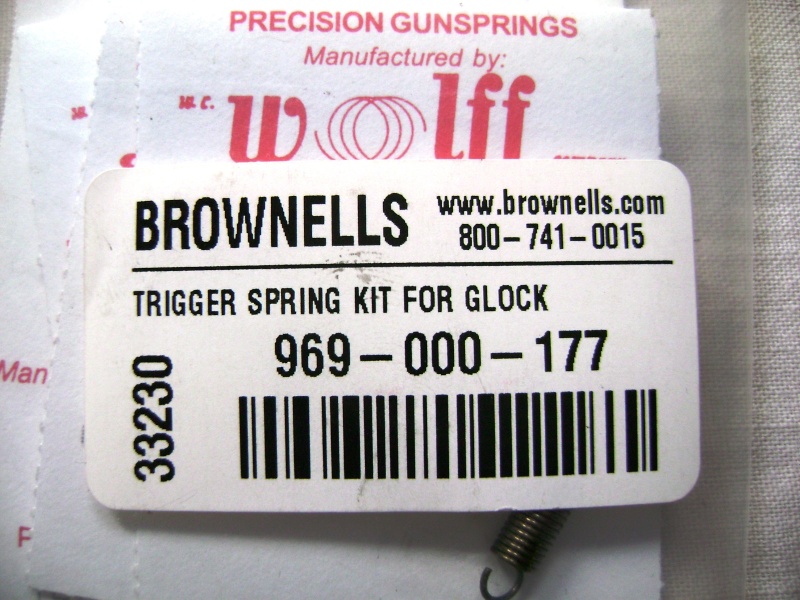 PRECISION GUNSPRINGS
Manufactured by:
W.C. Wolff
BROWNELLS
www.brownells.com
800-741-0015
TRIGGER SPRING KIT FOR GLOCK
969-000-177
33230
Man
F